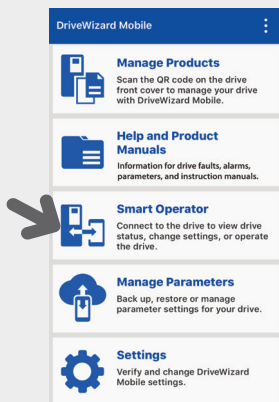 DriveWizard Mobile
Manage Products
Scan the QR code on the drive
front cover to manage your drive
with DriveWizard Mobile.
Help and Product
Manuals
Information for drive faults, alarms,
parameters, and instruction manuals.
Smart Operator
Connect to the drive to view drive
status, change settings, or operate
the drive.
Manage Parameters
Back up, restore or manage
parameter settings for your drive.
Settings
Verify and change DriveWizard
Mobile settings.